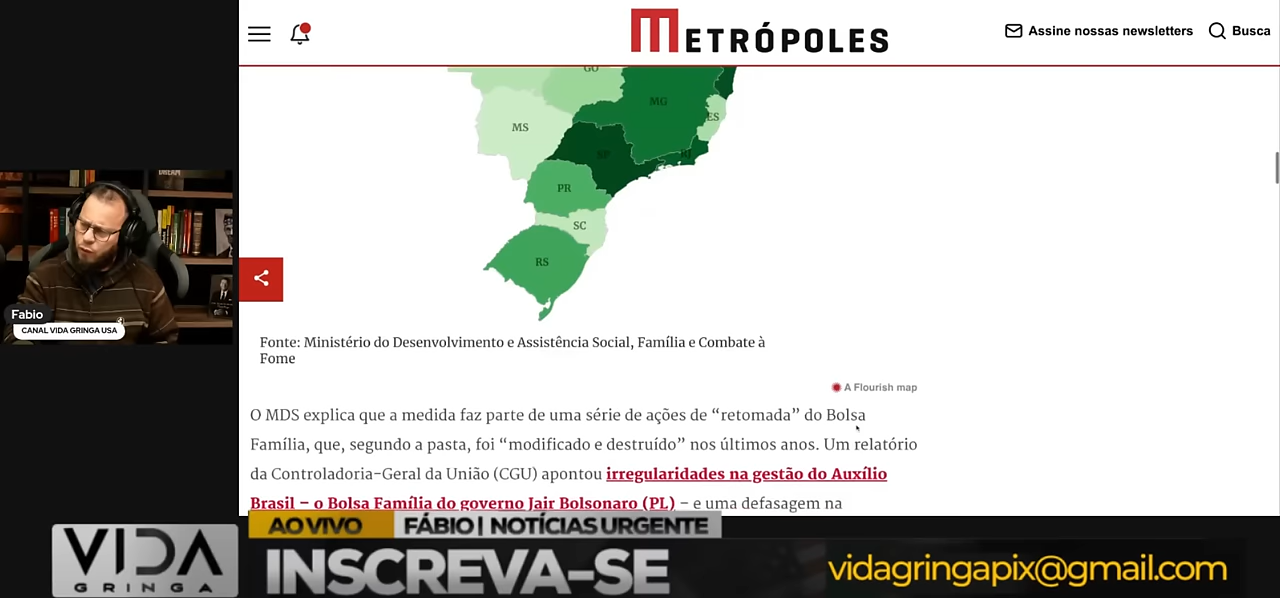 METRÓPOLES
Assine nossas newsletters
Busca
GO
MG
ES
MS
SP
RJ
PR
SC
RS
DREAM
Fabio
CANAL VIDA GRINGA USA
Fonte: Ministério do Desenvolvimento e Assistência Social, Família e Combate à
Fome
A Flourish map
O MDS explica que a medida faz parte de uma série de ações de “retomada” do Bolsa
Família, que, segundo a pasta, foi “modificado e destruído” nos últimos anos. Um relatório
da Controladoria-Geral da União (CGU) apontou irregularidades na gestão do Auxílio
Brasil – o Bolsa Família do governo Jair Bolsonaro (PL) – e uma defasagem na
AO VIVO
FÁBIO | NOTÍCIAS URGENTE
VIDA
GRINGA
INSCREVA-SE
vidagringapix@gmail.com